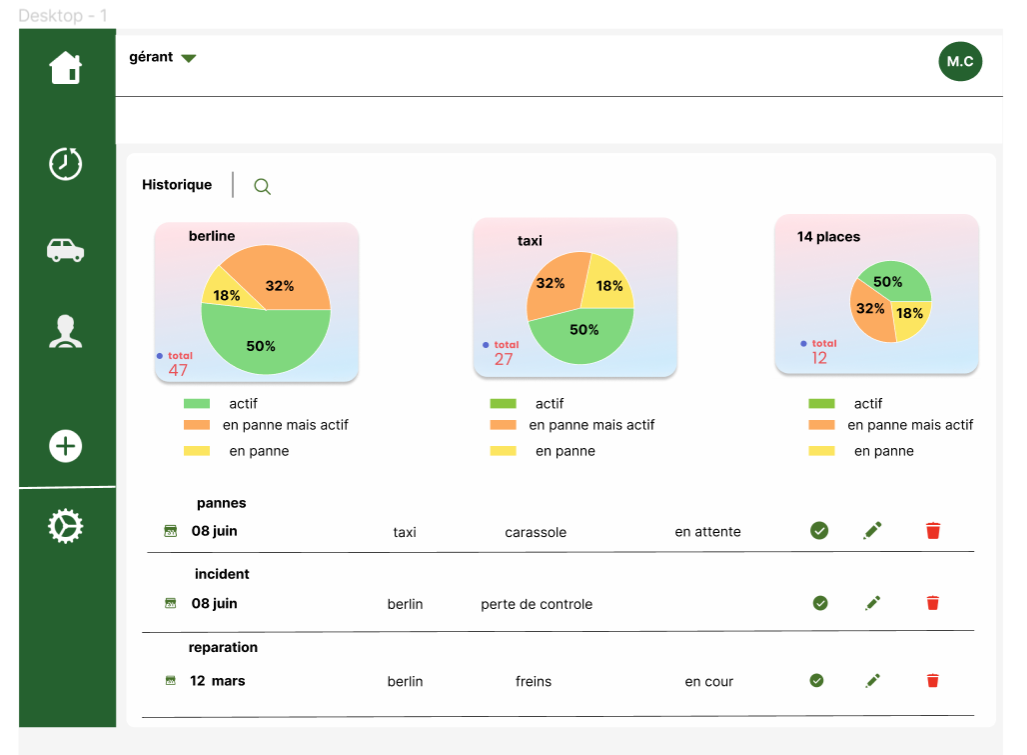 Desktop - 1
gérant
M.C
Historique
berline
32%
18%
50%
total
47
taxi
32%
18%
50%
total
27
14 places
50%
32%
18%
total
12
actif
en panne mais actif
en panne
actif
en panne mais actif
en panne
actif
en panne mais actif
en panne
pannes
08 juin taxi carassole en attente
incident
08 juin berlin perte de controle
reparation
12 mars berlin freins en cour